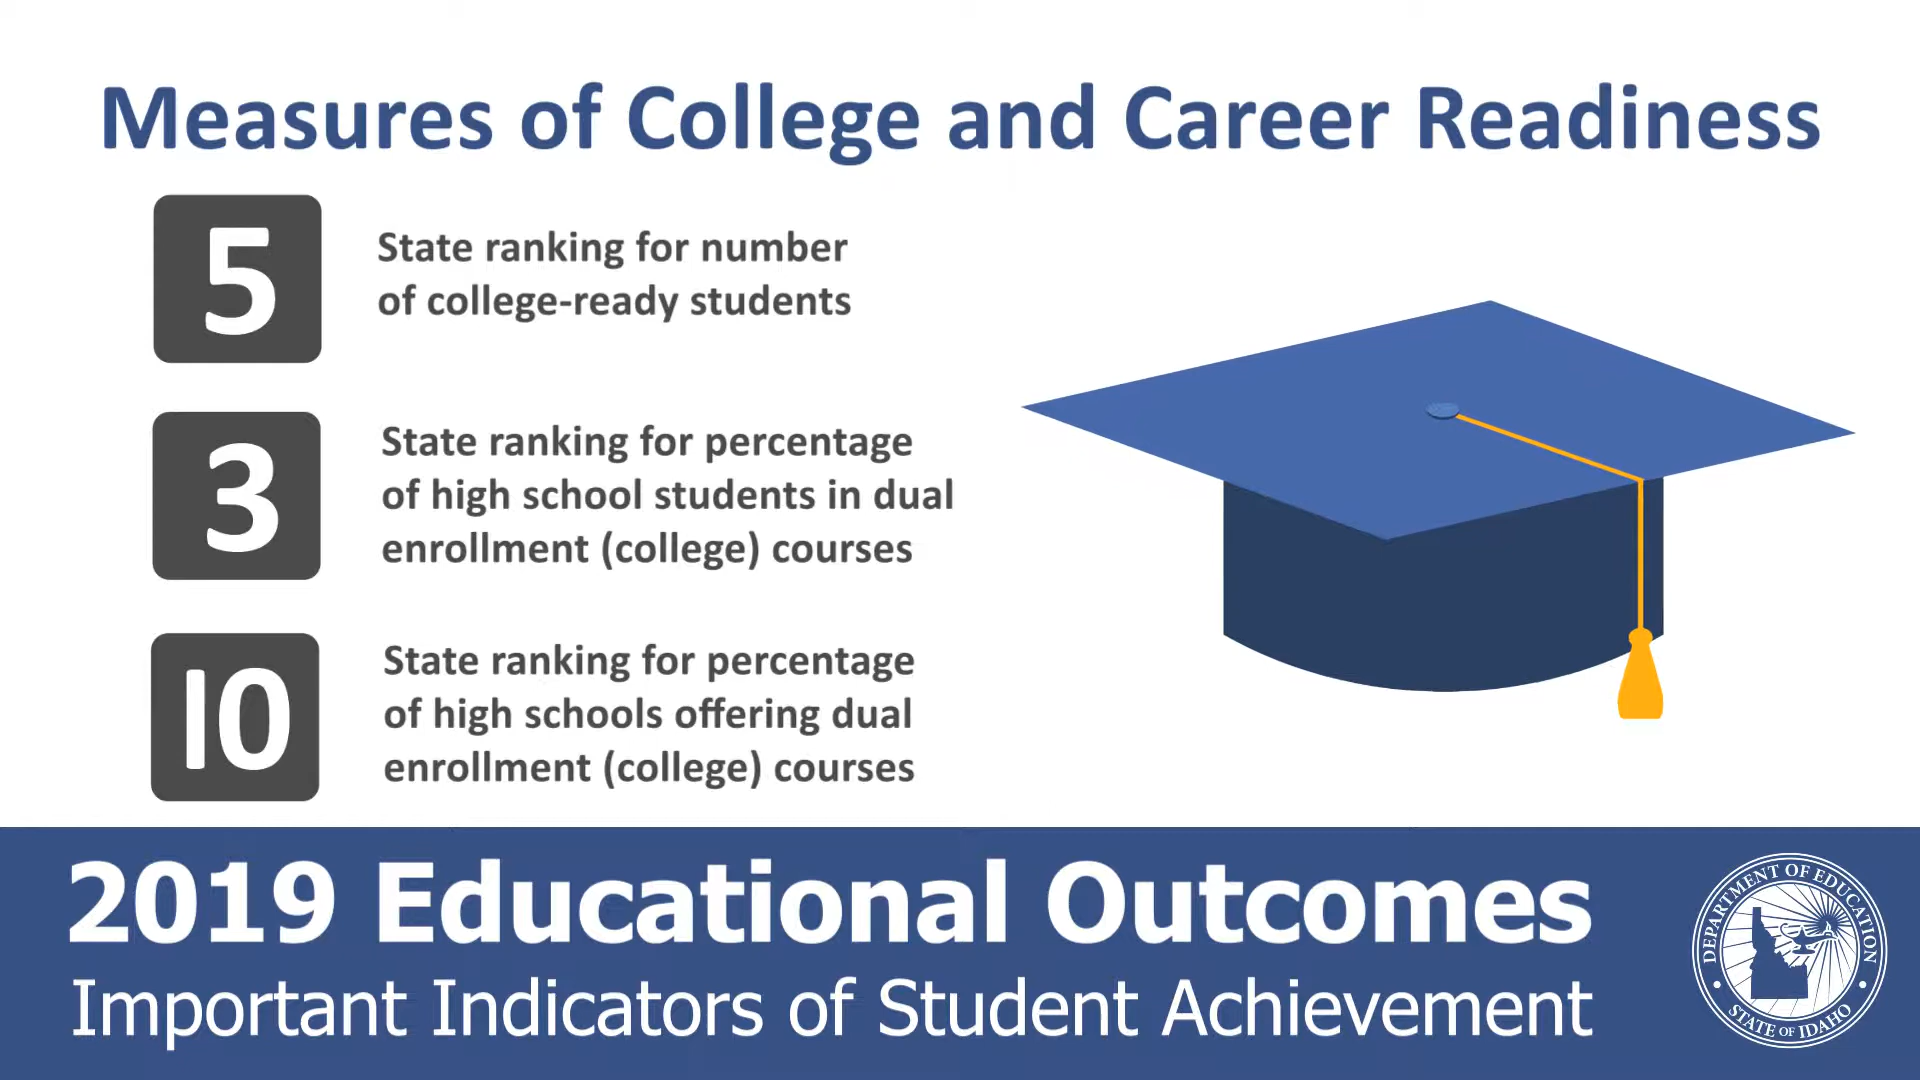 Measures of College and Career Readiness
5
State ranking for number
of college-ready students
3
State ranking for percentage
of high school students in dual
enrollment (college) courses
10
State ranking for percentage
of high schools offering dual
enrollment (college) courses
2019 Educational Outcomes
Important Indicators of Student Achievement
DEPARTMENT OF EDUCATION
STATE OF IDAHO